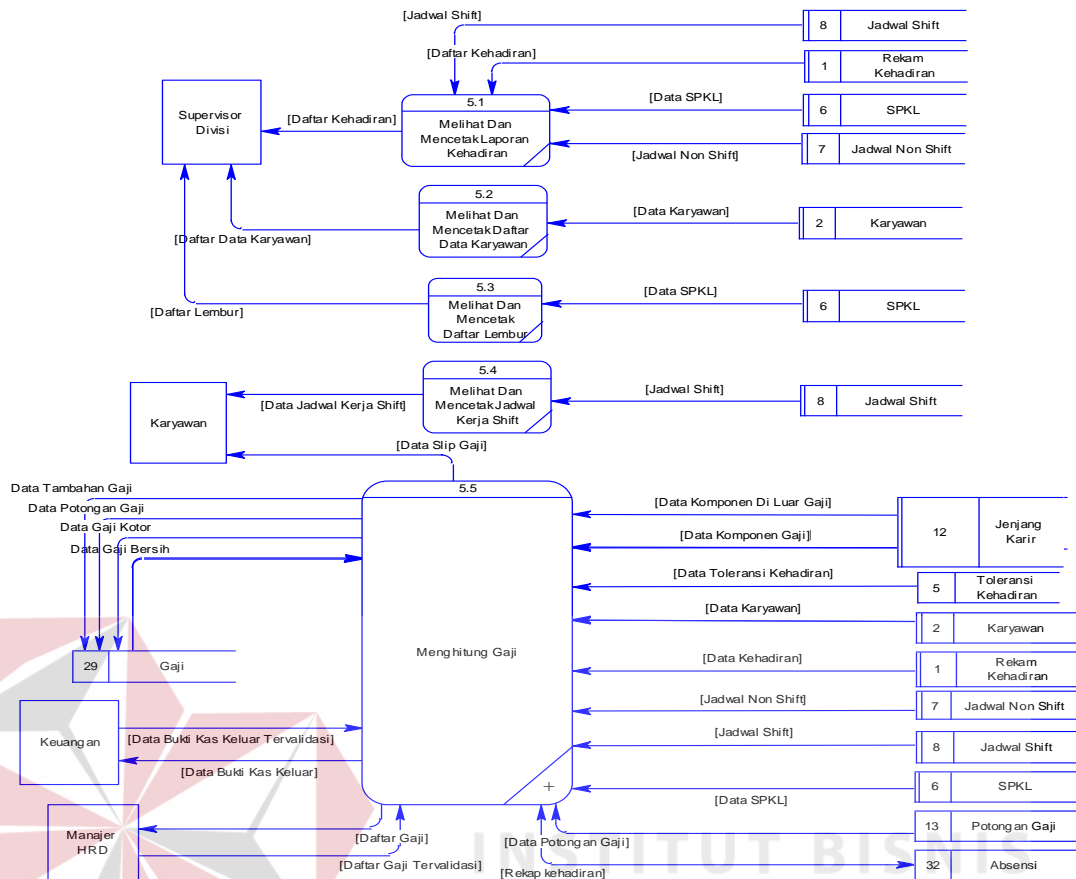 [Jadwal Shift]
8
Jadwal Shift
[Daftar Kehadiran]
1
Rekam
Kehadiran
5.1
Melihat Dan
Mencetak Laporan
Kehadiran
[Data SPKL]
6
SPKL
Supervisor
Divisi
[Daftar Kehadiran]
[Jadwal Non Shift]
7
Jadwal Non Shift
5.2
Melihat Dan
Mencetak Daftar
Data Karyawan
[Data Karyawan]
2
Karyawan
[Daftar Data Karyawan]
5.3
Melihat Dan
Mencetak
Daftar Lembur
[Data SPKL]
6
SPKL
[Daftar Lembur]
5.4
Melihat Dan
Mencetak Jadwal
Kerja Shift
[Jadwal Shift]
8
Jadwal Shift
Karyawan
[Data Jadwal Kerja Shift]
[Data Slip Gaji]
5.5
Menghitung Gaji
+
Data Tambahan Gaji
Data Potongan Gaji
Data Gaji Kotor
Data Gaji Bersih
[Data Komponen Di Luar Gaji]
[Data Komponen Gaji]
12
Jenjang
Karir
[Data Toleransi Kehadiran]
5
Toleransi
Kehadiran
[Data Karyawan]
2
Karyawan
29
Gaji
[Data Kehadiran]
1
Rekam
Kehadiran
[Jadwal Non Shift]
7
Jadwal Non Shift
Keuangan
[Data Bukti Kas Keluar Tervalidasi]
[Data Bukti Kas Keluar]
[Jadwal Shift]
8
Jadwal Shift
[Data SPKL]
6
SPKL
Manajer
HRD
[Daftar Gaji]
[Daftar Gaji Tervalidasi]
[Data Potongan Gaji]
13
Potongan Gaji
[Rekap kehadiran]
32
Absensi
INSTITUT BISNIS